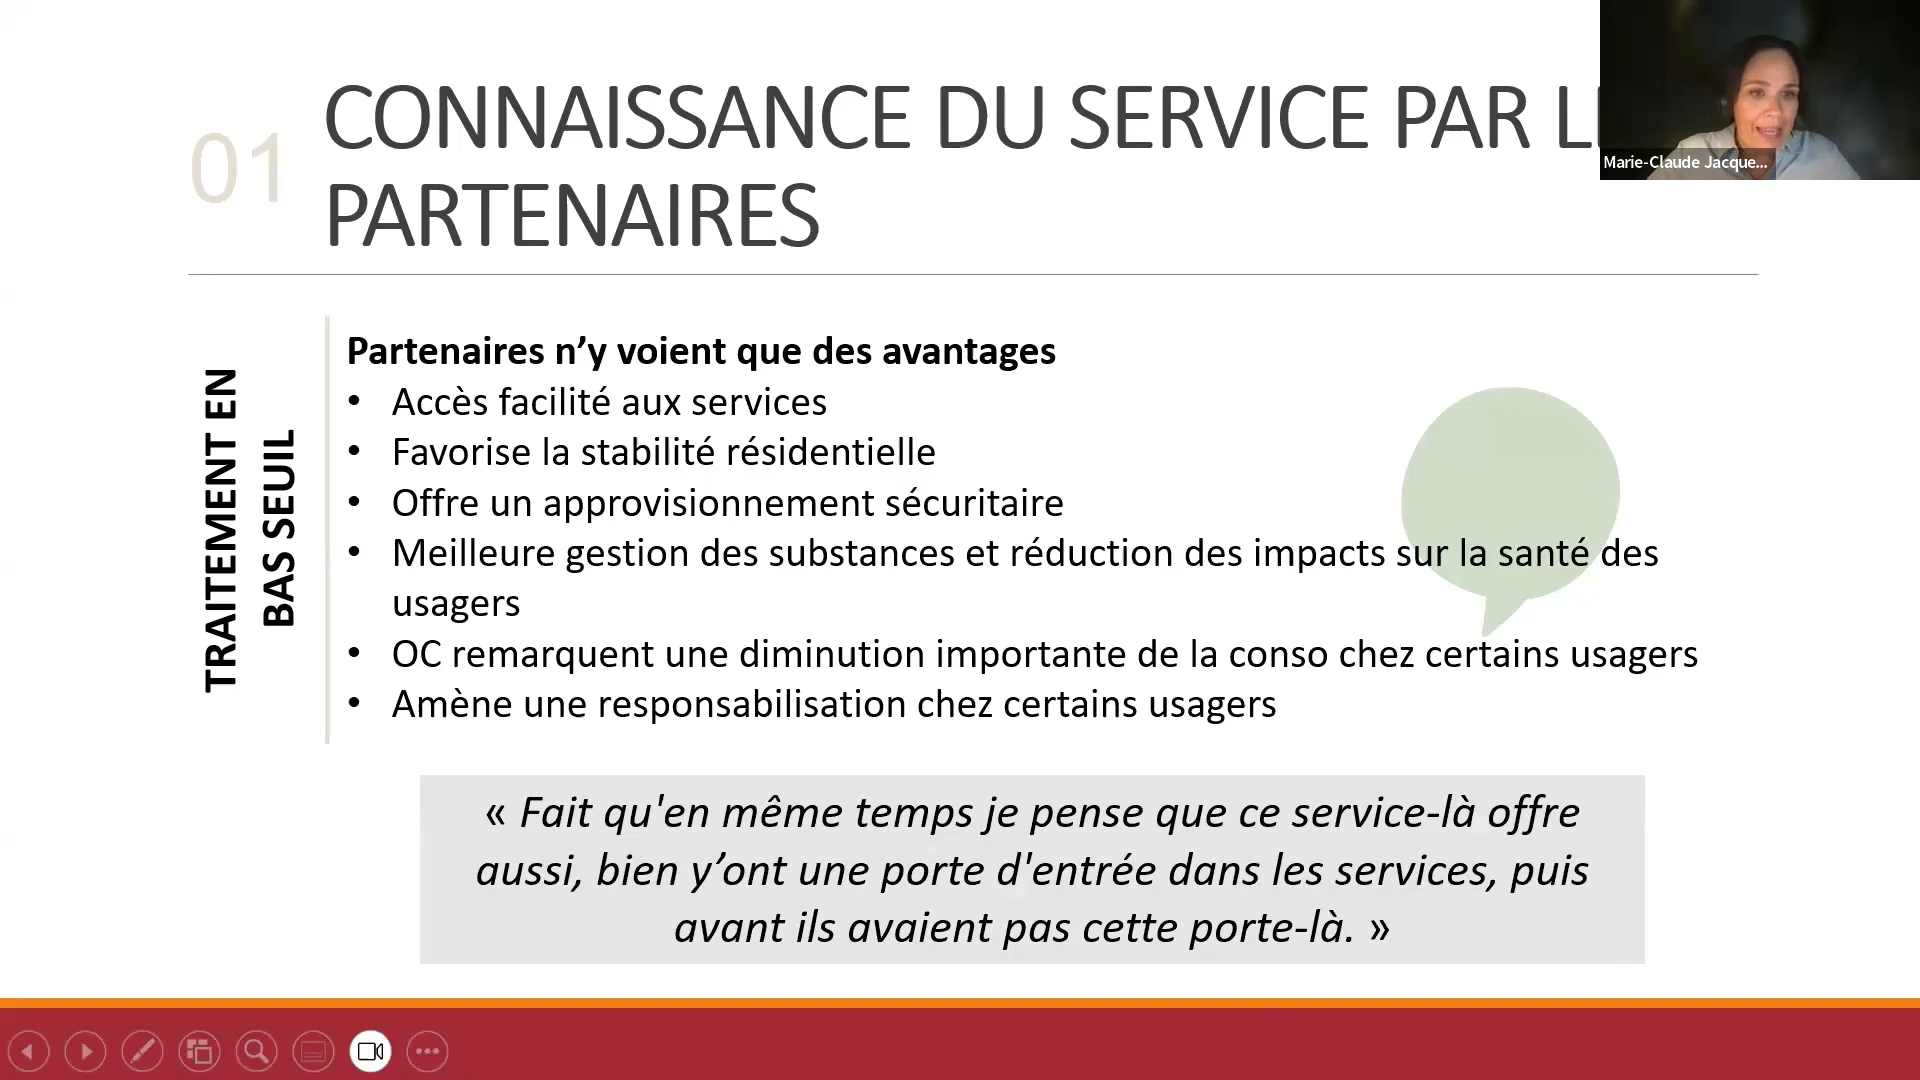 01
CONNAISSANCE DU SERVICE PAR
PARTENAIRES
Marie-Claude Jacque...
TRAITEMENT EN
BAS SEUIL
Partenaires n’y voient que des avantages
• Accès facilité aux services
• Favorise la stabilité résidentielle
• Offre un approvisionnement sécuritaire
• Meilleure gestion des substances et réduction des impacts sur la santé des
usagers
• OC remarquent une diminution importante de la conso chez certains usagers
• Amène une responsabilisation chez certains usagers
« Fait qu'en même temps je pense que ce service-là offre
aussi, bien y’ont une porte d'entrée dans les services, puis
avant ils avaient pas cette porte-là. »